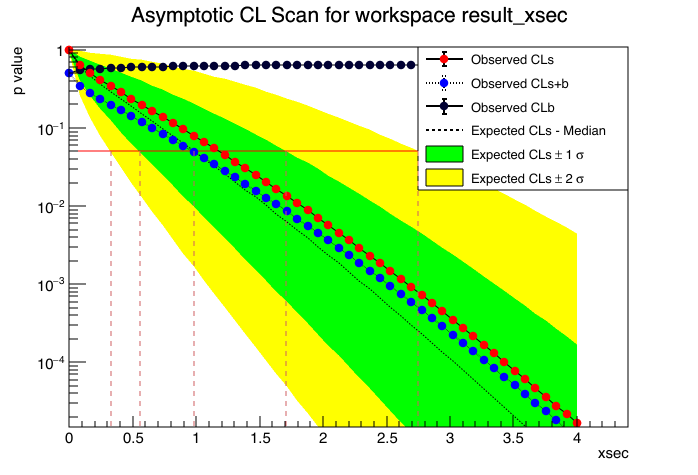 Asymptotic CL Scan for workspace result_xsec
p value
1
10⁻¹
10⁻²
10⁻³
10⁻⁴
Observed CLs
Observed CLs+b
Observed CLb
Expected CLs - Median
Expected CLs ± 1 σ
Expected CLs ± 2 σ
0 0.5 1 1.5 2 2.5 3 3.5 4
xsec